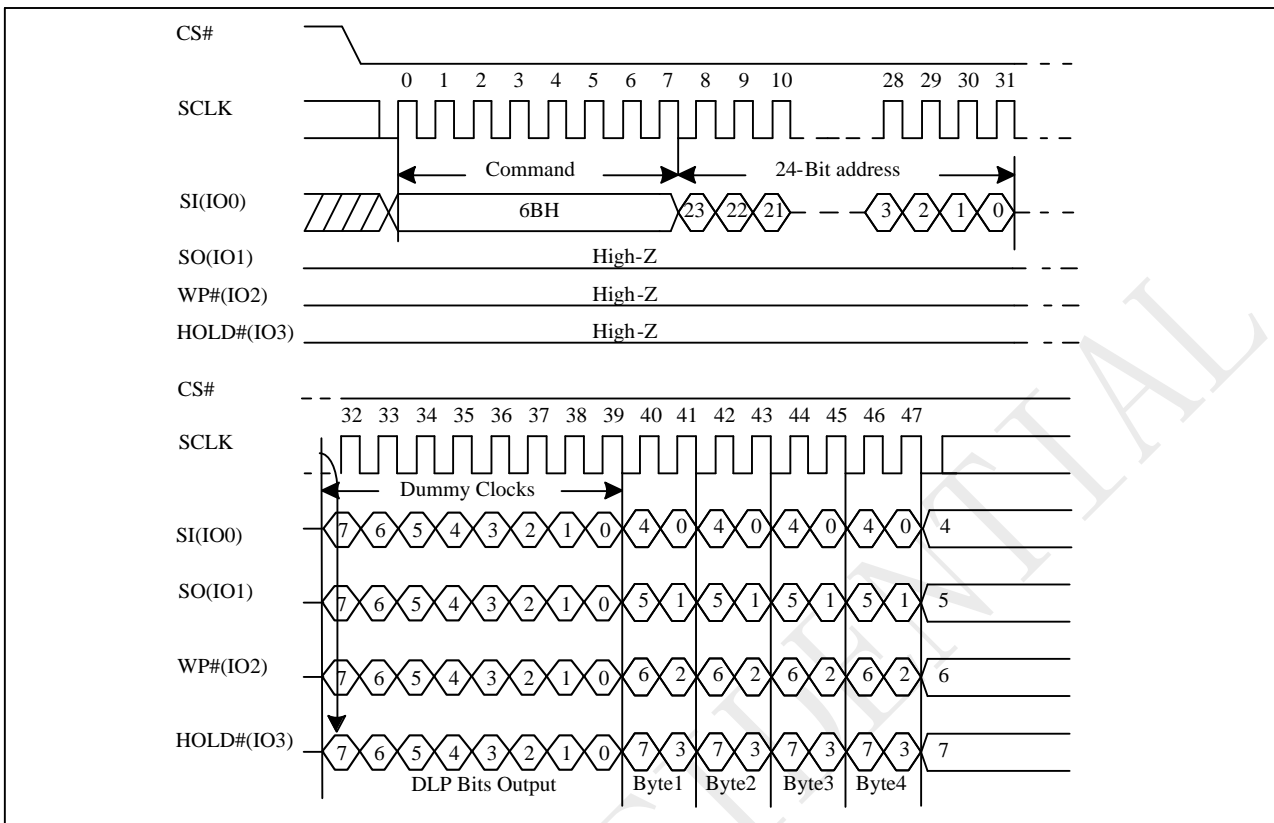 CS#
0 1 2 3 4 5 6 7 8 9 10 28 29 30 31
SCLK
Command 24-Bit address
SI(IO0) 6BH 23 22 21 3 2 1 0
SO(IO1) High-Z
WP#(IO2) High-Z
HOLD#(IO3) High-Z
CS#
32 33 34 35 36 37 38 39 40 41 42 43 44 45 46 47
SCLK
Dummy Clocks
SI(IO0) 7 6 5 4 3 2 1 0 4 0 4 0 4 0 4 0 4
SO(IO1) 7 6 5 4 3 2 1 0 5 1 5 1 5 1 5 1 5
WP#(IO2) 7 6 5 4 3 2 1 0 6 2 6 2 6 2 6 2 6
HOLD#(IO3) 7 6 5 4 3 2 1 0 7 3 7 3 7 3 7 3 7
DLP Bits Output Byte1 Byte2 Byte3 Byte4